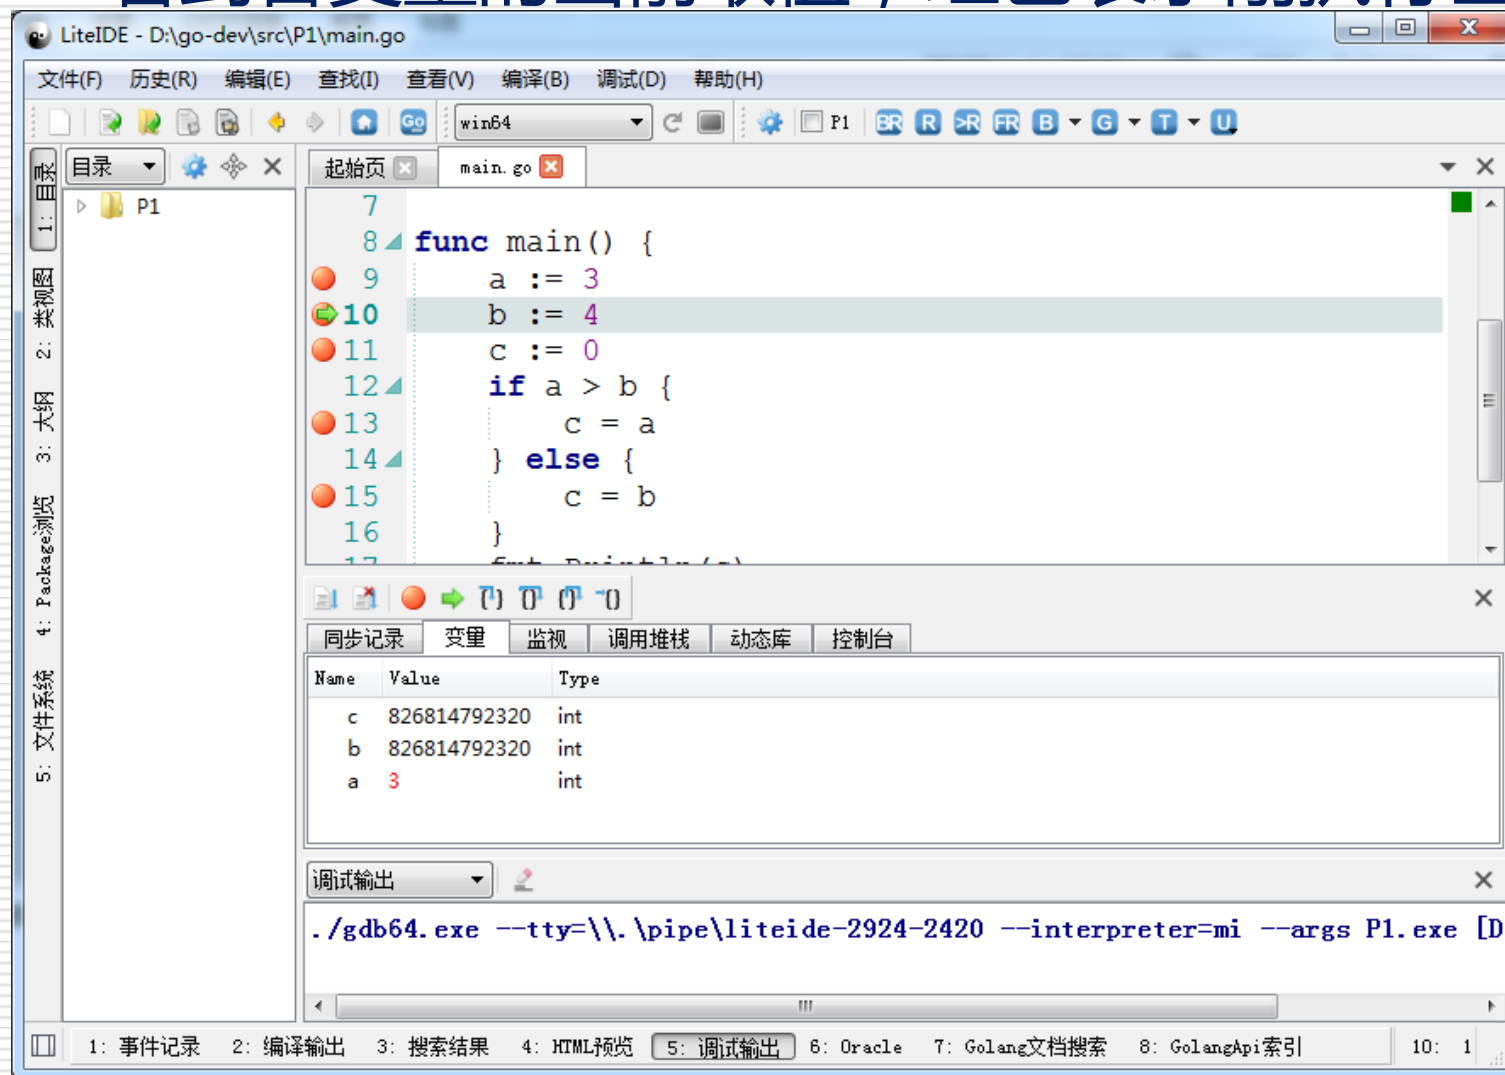 LiteIDE - D:\go-dev\src\P1\main.go
文件(F) 历史(R) 编辑(E) 查找(I) 查看(V) 编译(B) 调试(D) 帮助(H)
Go win64 P1 BR R >R FR B G T U
1: 目录
2: 类视图
3: 大纲
4: Package浏览
5: 文件系统
目录
P1
起始页 main.go
7
8 func main() {
9 a := 3
10 b := 4
11 c := 0
12 if a > b {
13 c = a
14 } else {
15 c = b
16 }
17 fmt.Println(c)
同步记录 变量 监视 调用堆栈 动态库 控制台
Name Value Type
c 826814792320 int
b 826814792320 int
a 3 int
调试输出
./gdb64.exe --tty=\\.\pipe\liteide-2924-2420 --interpreter=mi --args P1.exe [D
1: 事件记录 2: 编译输出 3: 搜索结果 4: HTML预览 5: 调试输出 6: Oracle 7: Golang文档搜索 8: GolangApi索引 10: 1